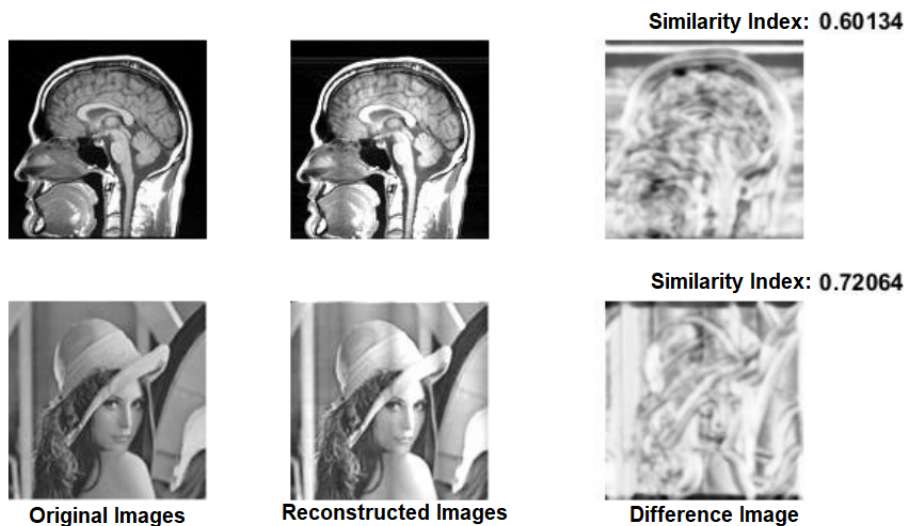 Similarity Index: 0.60134
Similarity Index: 0.72064
Original Images
Reconstructed Images
Difference Image